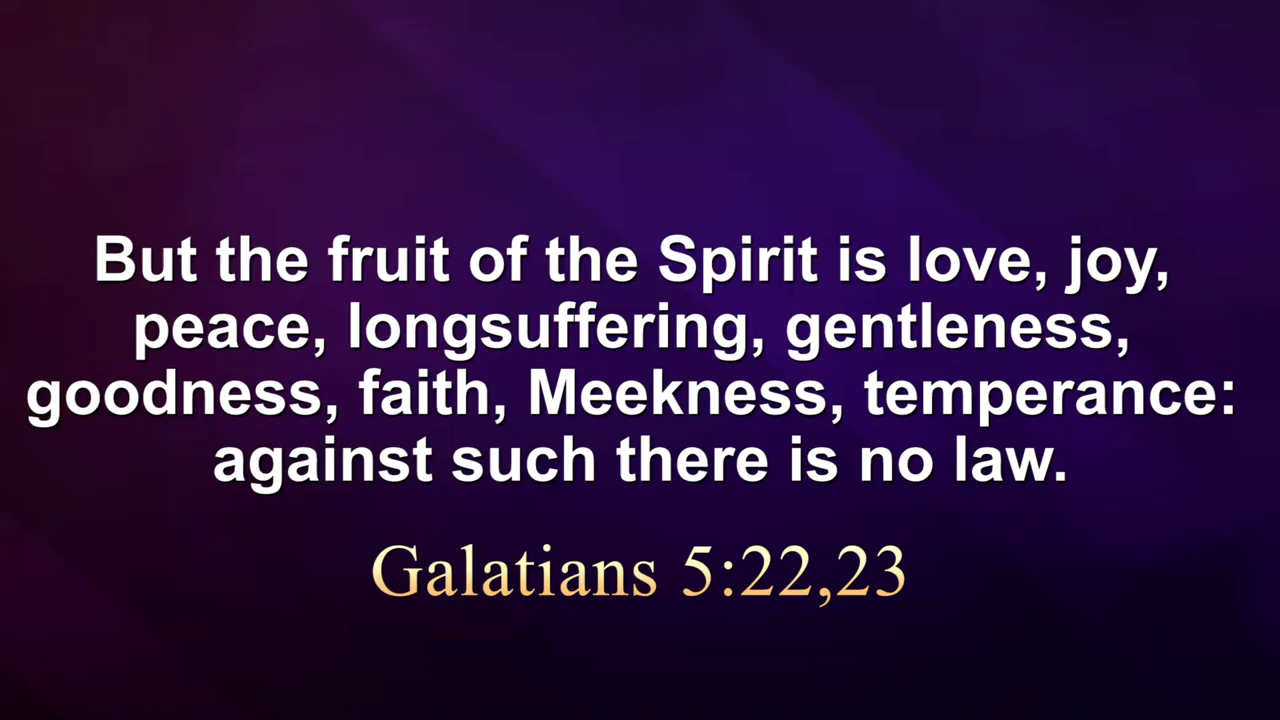 But the fruit of the Spirit is love, joy,
peace, longsuffering, gentleness,
goodness, faith, Meekness, temperance:
against such there is no law.
Galatians 5:22,23